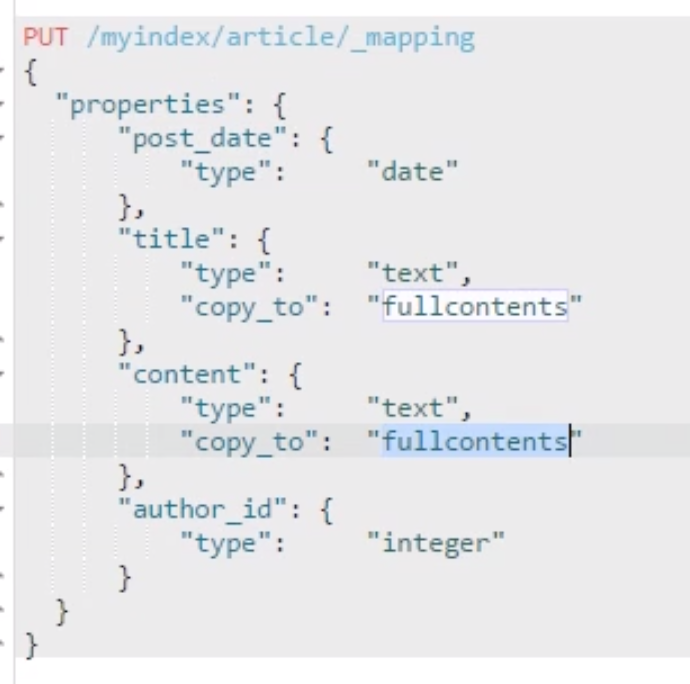 PUT /myindex/article/_mapping
{
"properties": {
"post_date": {
"type": "date"
},
"title": {
"type": "text",
"copy_to": "fullcontents"
},
"content": {
"type": "text",
"copy_to": "fullcontents"
},
"author_id": {
"type": "integer"
}
}
}